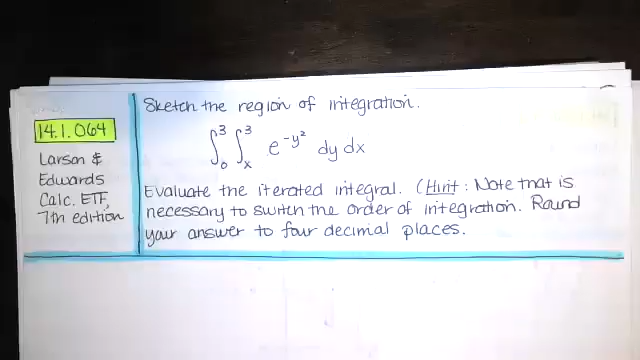 Sketch the region of integration.
14.1.064
∫₀³ ∫ₓ³ e^(-y²) dy dx
Larson &
Edwards
Calc. ETF,
7th edition
Evaluate the iterated integral. (Hint: Note that is
necessary to switch the order of integration. Round
your answer to four decimal places.